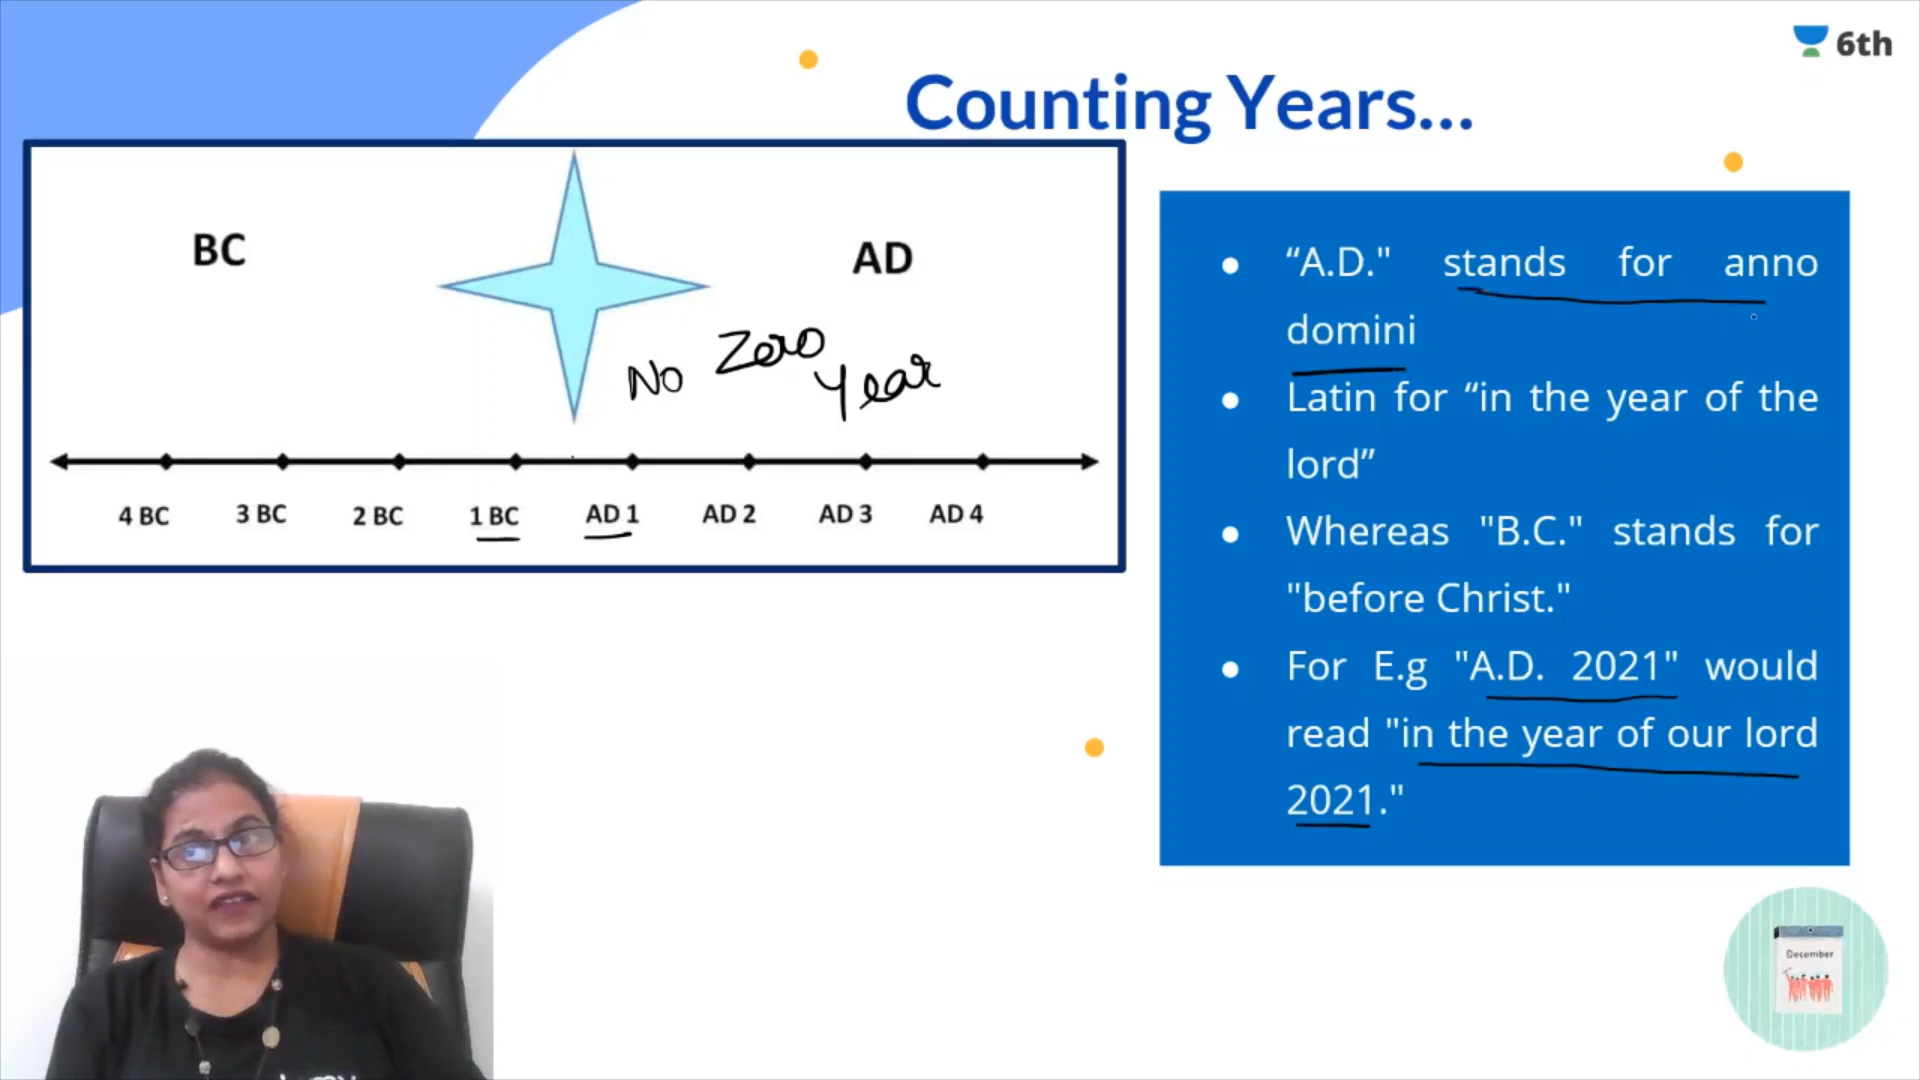 6th
Counting Years...
BC
AD
No Zero
Year
4 BC 3 BC 2 BC 1 BC AD 1 AD 2 AD 3 AD 4
“A.D." stands for anno
domini
Latin for “in the year of the
lord”
Whereas "B.C." stands for
"before Christ."
For E.g "A.D. 2021" would
read "in the year of our lord
2021."
December